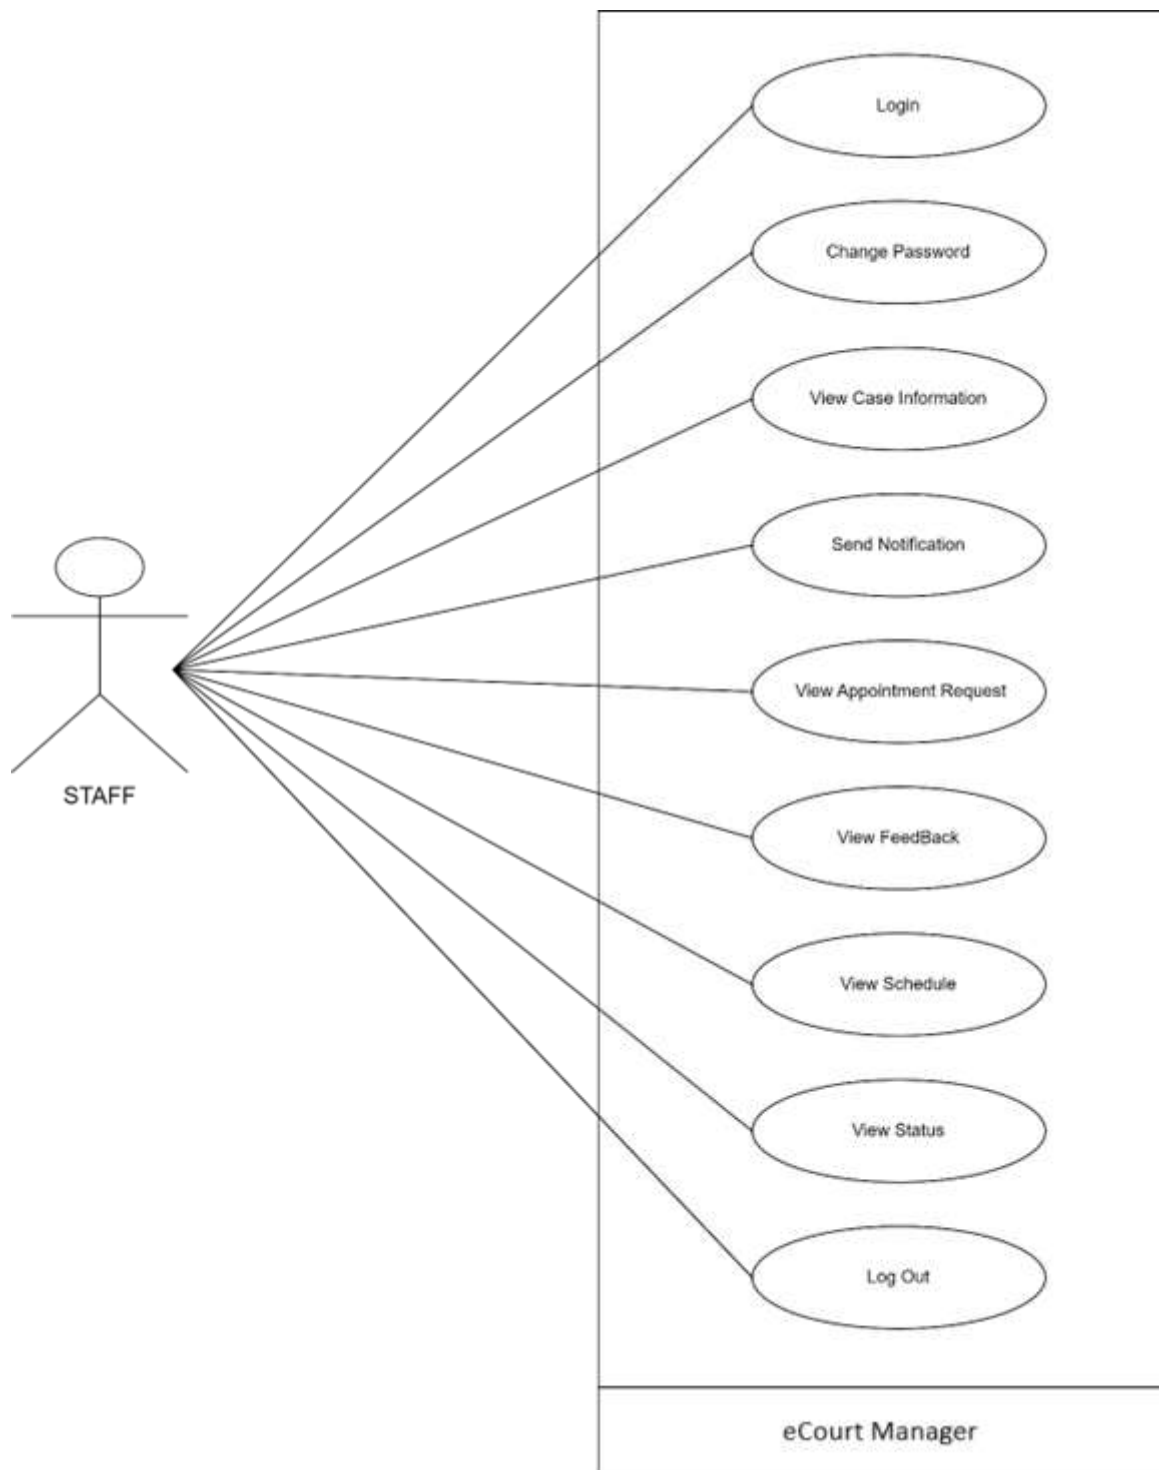 Login
Change Password
View Case Information
Send Notification
View Appointment Request
STAFF
View FeedBack
View Schedule
View Status
Log Out
eCourt Manager